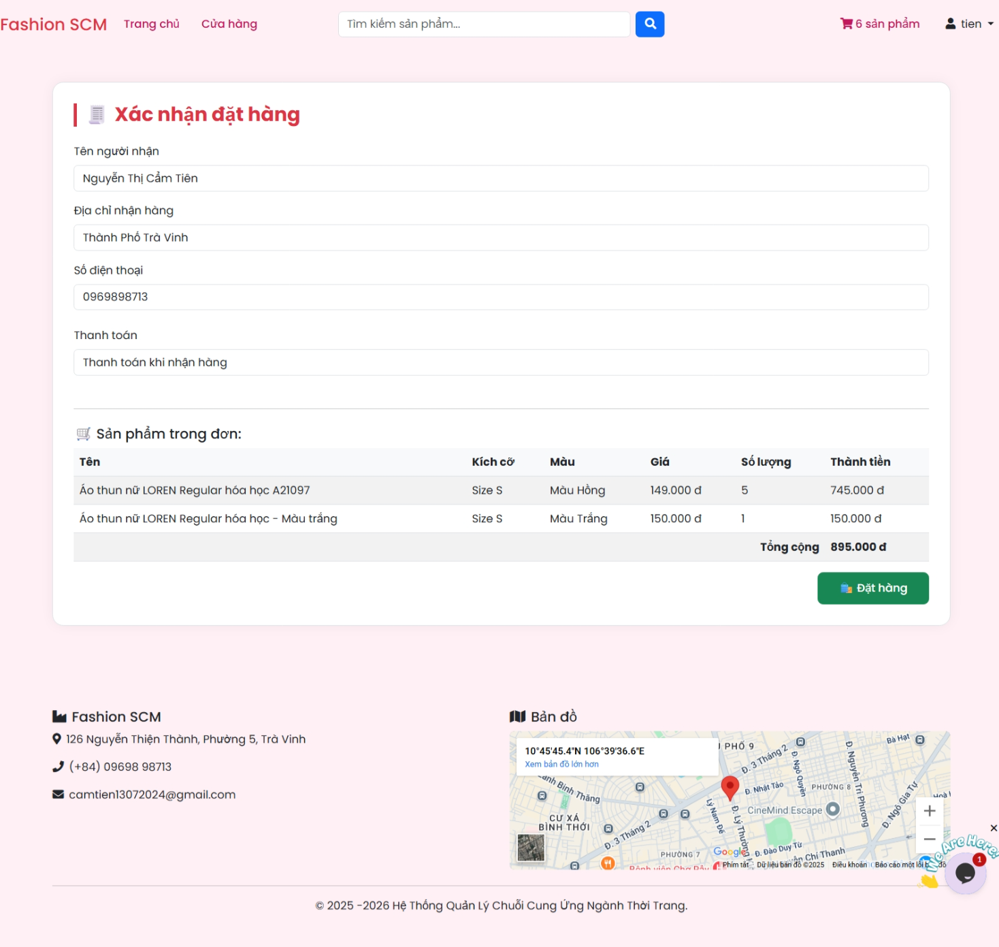 Fashion SCM Trang chủ Cửa hàng Tìm kiếm sản phẩm... 6 sản phẩm tien
Xác nhận đặt hàng
Tên người nhận
Nguyễn Thị Cẩm Tiên
Địa chỉ nhận hàng
Thành Phố Trà Vinh
Số điện thoại
0969898713
Thanh toán
Thanh toán khi nhận hàng
Sản phẩm trong đơn:
Tên Kích cỡ Màu Giá Số lượng Thành tiền
Áo thun nữ LOREN Regular hóa học A21097 Size S Màu Hồng 149.000 đ 5 745.000 đ
Áo thun nữ LOREN Regular hóa học - Màu trắng Size S Màu Trắng 150.000 đ 1 150.000 đ
Tổng cộng 895.000 đ
Đặt hàng
Fashion SCM
126 Nguyễn Thiện Thành, Phường 5, Trà Vinh
(+84) 09698 98713
camtien13072024@gmail.com
Bản đồ
10°45'45.4"N 106°39'36.6"E
Xem bản đồ lớn hơn
PHỐ 9
Đ. 3 Tháng 2
Bà Hạt
Đ. Ngô Quyền
Đ. Nguyễn Tri Phương
Đ. Nhật Tảo
PHƯỜNG 8
Bình Thăng
Lý Nam Đế
CineMind Escape
Đ. Ngô Gia Tự
CƯ XÁ
BÌNH THỚI
Đ. Lý Thường
Đ. 3 Tháng 2
PHƯỜNG 7
Google
Đ. Đào Duy Từ
Chí Thanh
Bệnh viện Chợ Rẫy
Phím tắt Dữ liệu bản đồ ©2025 Điều khoản Báo cáo một lỗi
We Are Here!
1
© 2025 -2026 Hệ Thống Quản Lý Chuỗi Cung Ứng Ngành Thời Trang.